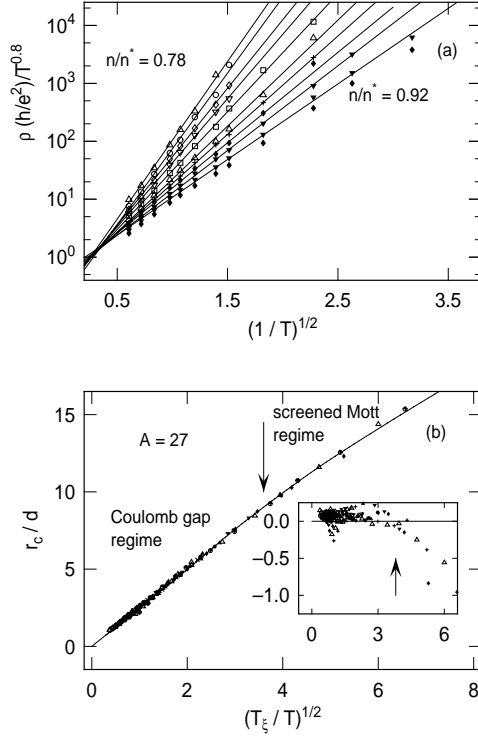 10⁴
10³
10²
10¹
10⁰
ρ (h/e²)/T^0.8
n/n* = 0.78
(a)
n/n* = 0.92
0.5 1.5 2.5 3.5
(1 / T)^1/2
15
10
5
0
r_c / d
A = 27
screened Mott
regime
(b)
Coulomb gap
regime
0.0
−0.5
−1.0
0 3 6
0 2 4 6 8
(T_ξ / T)^1/2